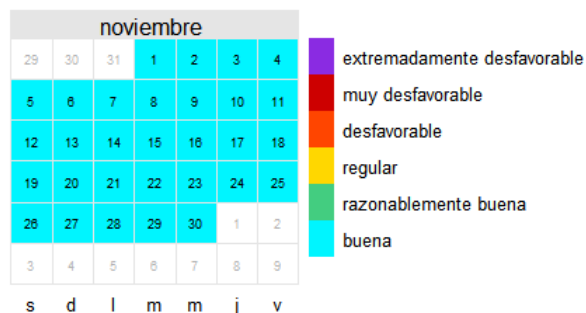 noviembre
29 30 31 1 2 3 4
5 6 7 8 9 10 11
12 13 14 15 16 17 18
19 20 21 22 23 24 25
26 27 28 29 30 1 2
3 4 5 6 7 8 9
s d l m m j v
extremadamente desfavorable
muy desfavorable
desfavorable
regular
razonablemente buena
buena